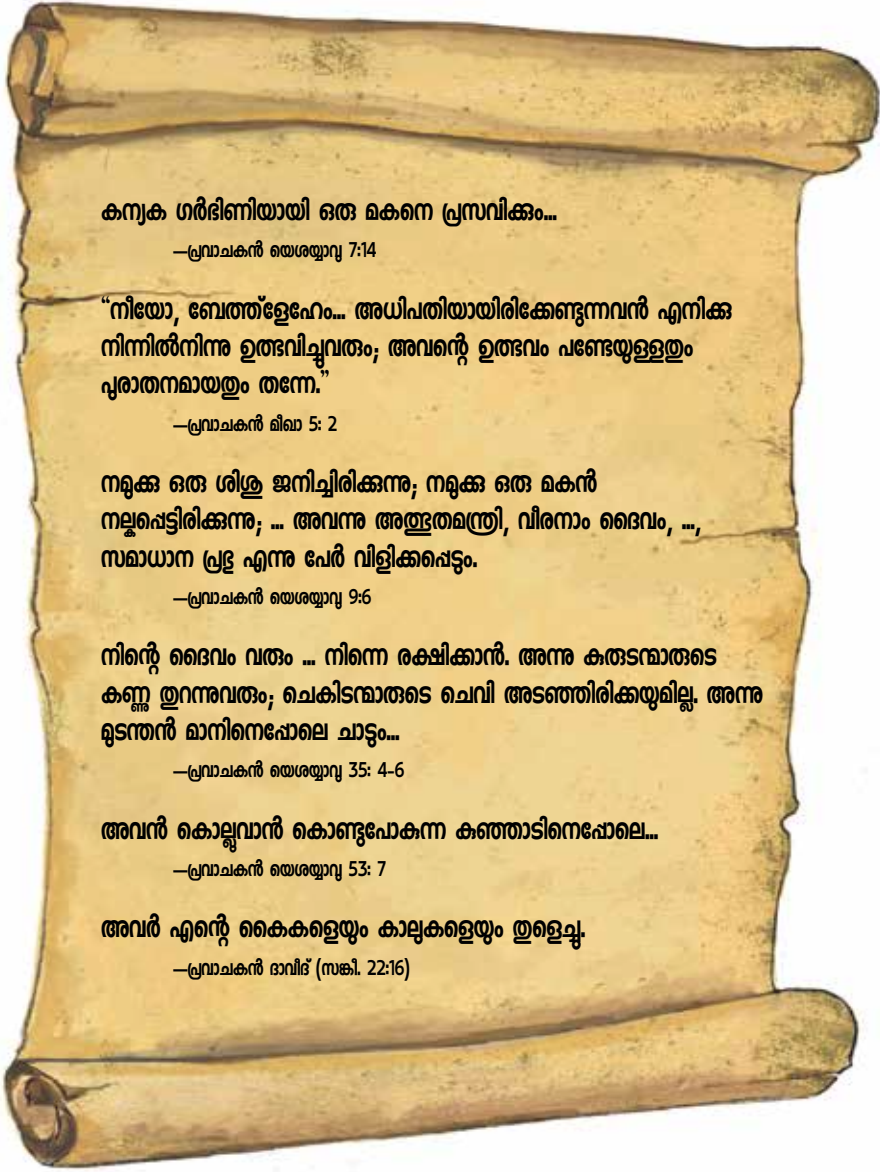 കന്യക ഗർഭിണിയായി ഒരു മകനെ പ്രസവിക്കും...
—പ്രവാചകൻ യെശയ്യാവു 7:14
“നീയോ, ബേത്ത്ളേഹേം... അധിപതിയായിരിക്കേണ്ടുന്നവൻ എനിക്കു
നിന്നിൽനിന്നു ഉത്ഭവിച്ചുവരും; അവന്റെ ഉത്ഭവം പണ്ടേയുള്ളതും
പുരാതനമായതും തന്നേ.”
—പ്രവാചകൻ മീഖാ 5: 2
നമുക്കു ഒരു ശിശു ജനിച്ചിരിക്കുന്നു; നമുക്കു ഒരു മകൻ
നല്കപ്പെട്ടിരിക്കുന്നു; ... അവന്നു അത്ഭുതമന്ത്രി, വീരനാം ദൈവം, ...,
സമാധാന പ്രഭു എന്നു പേർ വിളിക്കപ്പെടും.
—പ്രവാചകൻ യെശയ്യാവു 9:6
നിന്റെ ദൈവം വരും ... നിന്നെ രക്ഷിക്കാൻ. അന്നു കുരുടന്മാരുടെ
കണ്ണു തുറന്നുവരും; ചെകിടന്മാരുടെ ചെവി അടഞ്ഞിരിക്കയുമില്ല. അന്നു
മുടന്തൻ മാനിനെപ്പോലെ ചാടും...
—പ്രവാചകൻ യെശയ്യാവു 35: 4-6
അവൻ കൊല്ലുവാൻ കൊണ്ടുപോകുന്ന കുഞ്ഞാടിനെപ്പോലെ...
—പ്രവാചകൻ യെശയ്യാവു 53: 7
അവർ എന്റെ കൈകളെയും കാലുകളെയും തുളെച്ചു.
—പ്രവാചകൻ ദാവീദ് (സങ്കീ. 22:16)